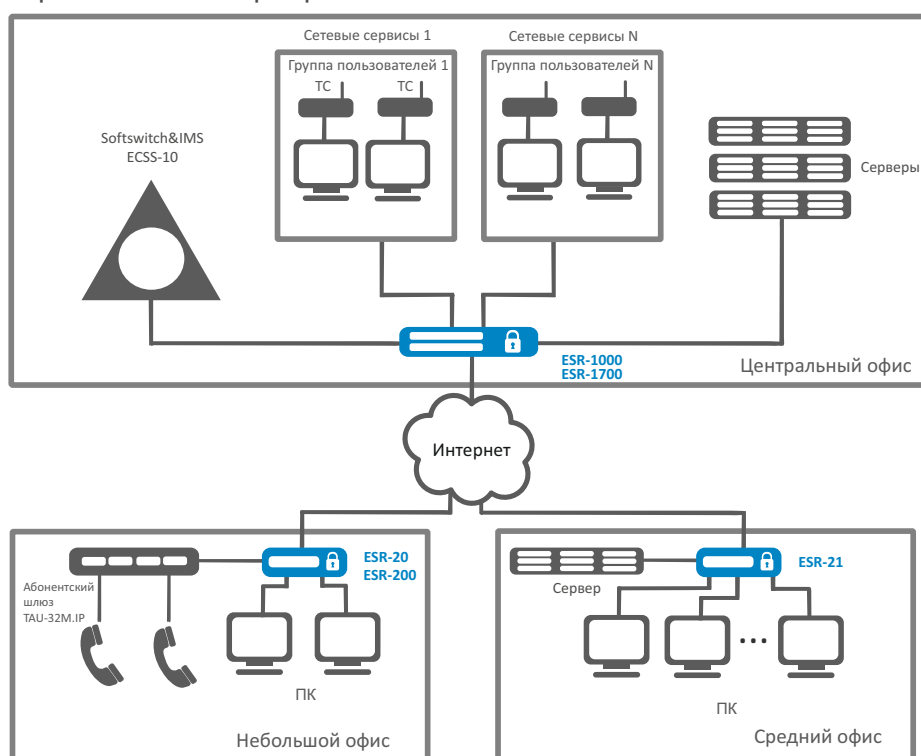 Сетевые сервисы 1
Сетевые сервисы N
Группа пользователей 1
Группа пользователей N
ТС
ТС
Softswitch&IMS
ECSS-10
Серверы
ESR-1000
ESR-1700
Центральный офис
Интернет
ESR-20
ESR-200
ESR-21
Абонентский
шлюз
TAU-32M.IP
Сервер
...
ПК
ПК
Небольшой офис
Средний офис